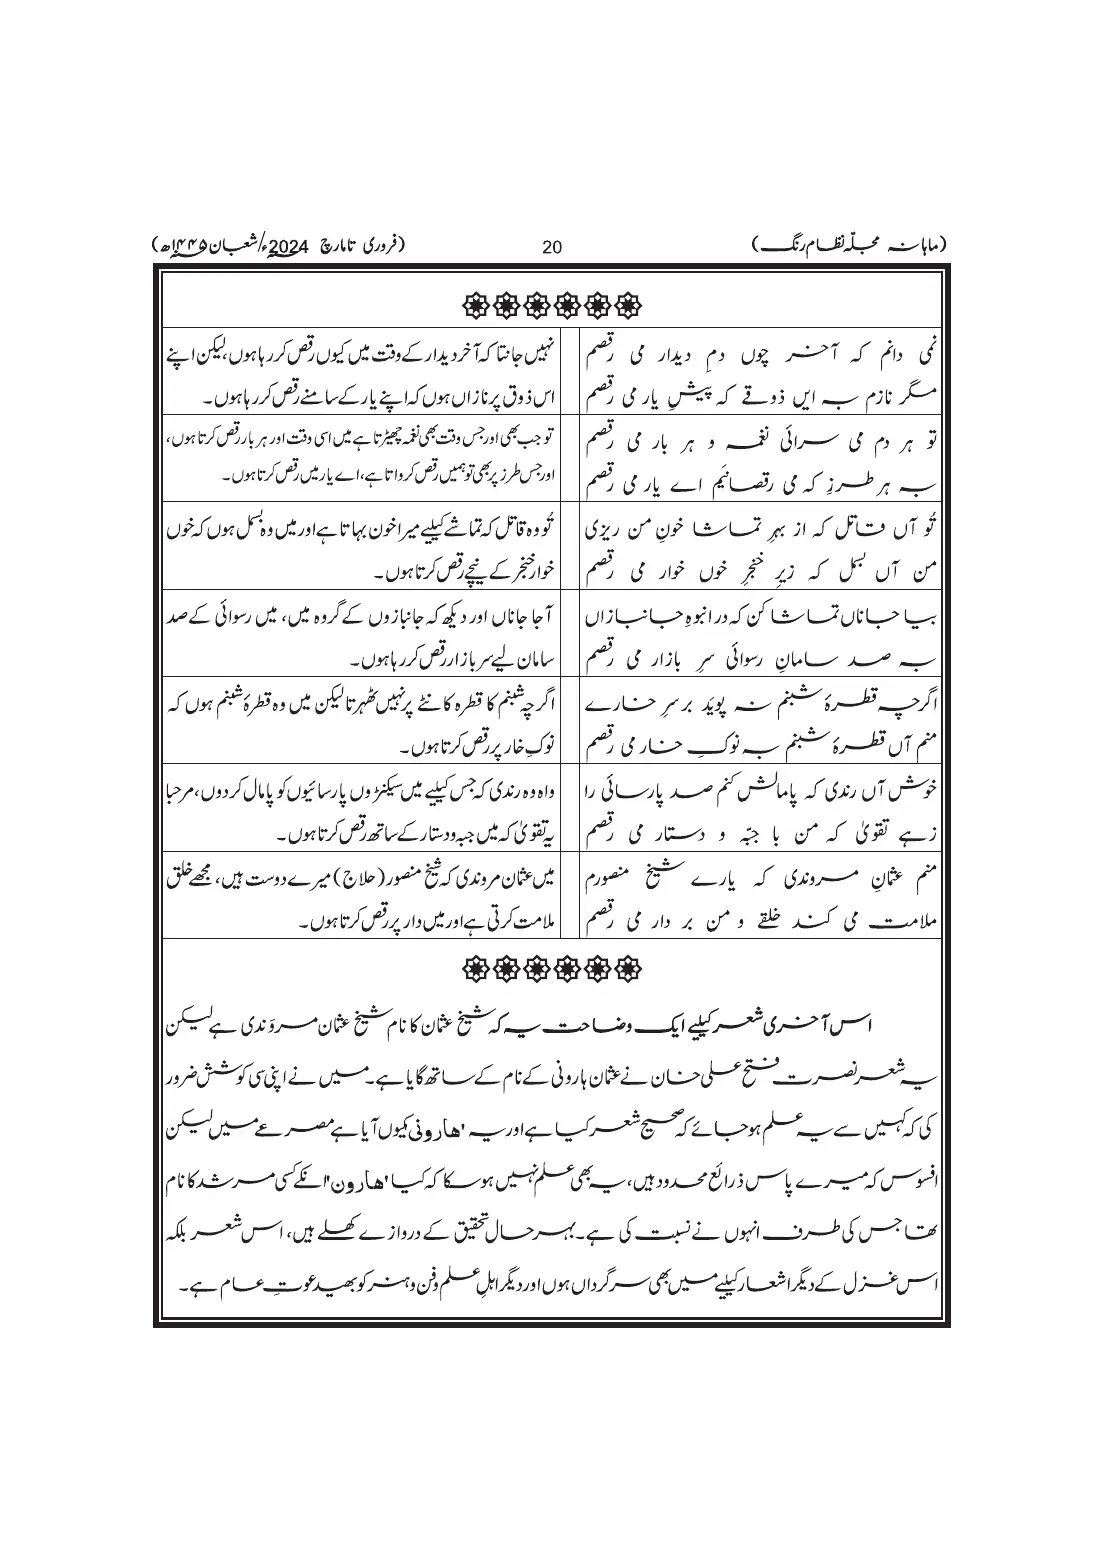 (ماہانہ مجلّہ نظام رنگ)
20
(فروری تا مارچ 2024ء/شعبان ۱۴۴۵ھ)
نمی دانم کہ آخر چوں دمِ دیدار می رقصم
مگر نازم بہ ایں ذوقے کہ پیشِ یار می رقصم
نہیں جانتا کہ آخر دیدار کے وقت میں کیوں رقص کر رہا ہوں، لیکن اپنے
اس ذوق پر نازاں ہوں کہ اپنے یار کے سامنے رقص کر رہا ہوں۔
تو ہر دم می سرائی نغمہ و ہر بار می رقصم
بہ ہر طرزِ کہ می رقصانیَم اے یار می رقصم
تو جب بھی اور جس وقت بھی نغمہ چھیڑتا ہے میں اسی وقت اور ہر بار رقص کرتا ہوں،
اور جس طرز پر بھی تو ہمیں رقص کرواتا ہے، اے یار میں رقص کرتا ہوں۔
تُو آں قاتل کہ از بہرِ تماشا خونِ من ریزی
من آں بسمل کہ زیرِ خنجرِ خوں خوار می رقصم
تُو وہ قاتل کہ تماشے کیلیے میرا خون بہاتا ہے اور میں وہ بسمل ہوں کہ خوں
خوار خنجر کے نیچے رقص کرتا ہوں۔
بیا جاناں تماشا کن کہ در انبوہِ جانبازاں
بہ صد سامانِ رسوائی سرِ بازار می رقصم
آجا جاناں اور دیکھ کہ جانبازوں کے گروہ میں، میں رسوائی کے صد
سامان لیے سرِ بازار رقص کر رہا ہوں۔
اگرچہ قطرۂ شبنم نہ پویَد بر سرِ خارے
منم آں قطرۂ شبنم بہ نوکِ خار می رقصم
اگرچہ شبنم کا قطرہ کانٹے پر نہیں ٹھہرتا لیکن میں وہ قطرۂ شبنم ہوں کہ
نوکِ خار پر رقص کرتا ہوں۔
خوش آں رندی کہ پامالش کنم صد پارسائی را
زہے تقویٰ کہ من با جبّہ و دستار می رقصم
واہ وہ رندی کہ جس کیلیے میں سیکنڑوں پارسائیوں کو پامال کر دوں، مرحبا
یہ تقویٰ کہ میں جبہ و دستار کے ساتھ رقص کرتا ہوں۔
منم عثمانِ مروندی کہ یارے شیخ منصورم
ملامت می کند خلقے و من بر دار می رقصم
میں عثمان مروندی کہ شیخ منصور (حلاج) میرے دوست ہیں، مجھے خلق
ملامت کرتی ہے اور میں دار پر رقص کرتا ہوں۔
اس آخری شعر کیلیے ایک وضاحت یہ کہ شیخ عثمان کا نام شیخ عثمان مروَندی ہے لیکن
یہ شعر نصرت فتح علی خان نے عثمان ہارونی کے نام کے ساتھ گایا ہے۔ میں نے اپنی سی کوشش ضرور
کی کہ کہیں سے یہ علم ہو جائے کہ صحیح شعر کیا ہے اور یہ 'ھارونی' کیوں آیا ہے مصرعے میں لیکن
افسوس کہ میرے پاس ذرائع محدود ہیں، یہ بھی علم نہیں ہو سکا کہ کیا 'ھارون' انکے کسی مرشد کا نام
تھا جس کی طرف انہوں نے نسبت کی ہے۔ بہرحال تحقیق کے دروازے کھلے ہیں، اس شعر بلکہ
اس غزل کے دیگر اشعار کیلیے میں بھی سرگرداں ہوں اور دیگر اہلِ علم و فن و ہنر کو بھی دعوتِ عام ہے۔